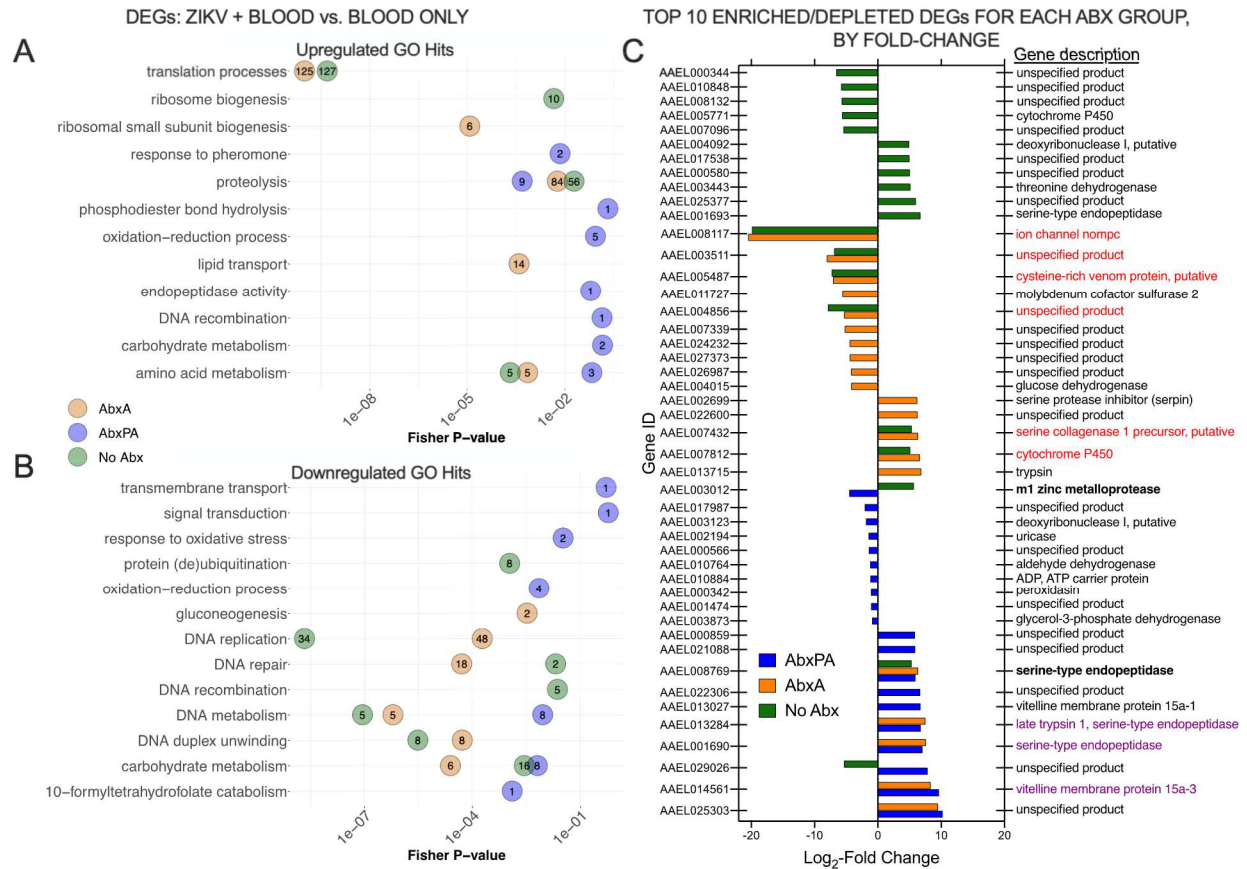 DEGs: ZIKV + BLOOD vs. BLOOD ONLY
A
Upregulated GO Hits
translation processes
125
127
ribosome biogenesis
10
ribosomal small subunit biogenesis
6
response to pheromone
2
proteolysis
9
84
56
phosphodiester bond hydrolysis
1
oxidation−reduction process
5
lipid transport
14
endopeptidase activity
1
DNA recombination
1
carbohydrate metabolism
2
amino acid metabolism
5
5
3
1e−08
1e−05
1e−02
Fisher P−value
AbxA
AbxPA
No Abx
B
Downregulated GO Hits
transmembrane transport
1
signal transduction
1
response to oxidative stress
2
protein (de)ubiquitination
8
oxidation−reduction process
4
gluconeogenesis
2
DNA replication
34
48
DNA repair
18
2
DNA recombination
5
DNA metabolism
5
5
8
DNA duplex unwinding
8
8
carbohydrate metabolism
6
16
8
10−formyltetrahydrofolate catabolism
1
1e−07
1e−04
1e−01
Fisher P−value
TOP 10 ENRICHED/DEPLETED DEGs FOR EACH ABX GROUP,
BY FOLD-CHANGE
C
Gene description
AAEL000344 unspecified product
AAEL010848 unspecified product
AAEL008132 unspecified product
AAEL005771 cytochrome P450
AAEL007096 unspecified product
AAEL004092 deoxyribonuclease I, putative
AAEL017538 unspecified product
AAEL000580 unspecified product
AAEL003443 threonine dehydrogenase
AAEL025377 unspecified product
AAEL001693 serine-type endopeptidase
AAEL008117 ion channel nompc
AAEL003511 unspecified product
AAEL005487 cysteine-rich venom protein, putative
AAEL011727 molybdenum cofactor sulfurase 2
AAEL004856 unspecified product
AAEL007339 unspecified product
AAEL024232 unspecified product
AAEL027373 unspecified product
AAEL026987 unspecified product
AAEL004015 glucose dehydrogenase
AAEL002699 serine protease inhibitor (serpin)
AAEL022600 unspecified product
AAEL007432 serine collagenase 1 precursor, putative
AAEL007812 cytochrome P450
AAEL013715 trypsin
AAEL003012 m1 zinc metalloprotease
AAEL017987 unspecified product
AAEL003123 deoxyribonuclease I, putative
AAEL002194 uricase
AAEL000566 unspecified product
AAEL010764 aldehyde dehydrogenase
AAEL010884 ADP, ATP carrier protein
AAEL000342 peroxidasin
AAEL001474 unspecified product
AAEL003873 glycerol-3-phosphate dehydrogenase
AAEL000859 unspecified product
AAEL021088 unspecified product
AAEL008769 serine-type endopeptidase
AAEL022306 unspecified product
AAEL013027 vitelline membrane protein 15a-1
AAEL013284 late trypsin 1, serine-type endopeptidase
AAEL001690 serine-type endopeptidase
AAEL029026 unspecified product
AAEL014561 vitelline membrane protein 15a-3
AAEL025303 unspecified product
Gene ID
AbxPA
AbxA
No Abx
-20 -10 0 10 20
Log2-Fold Change